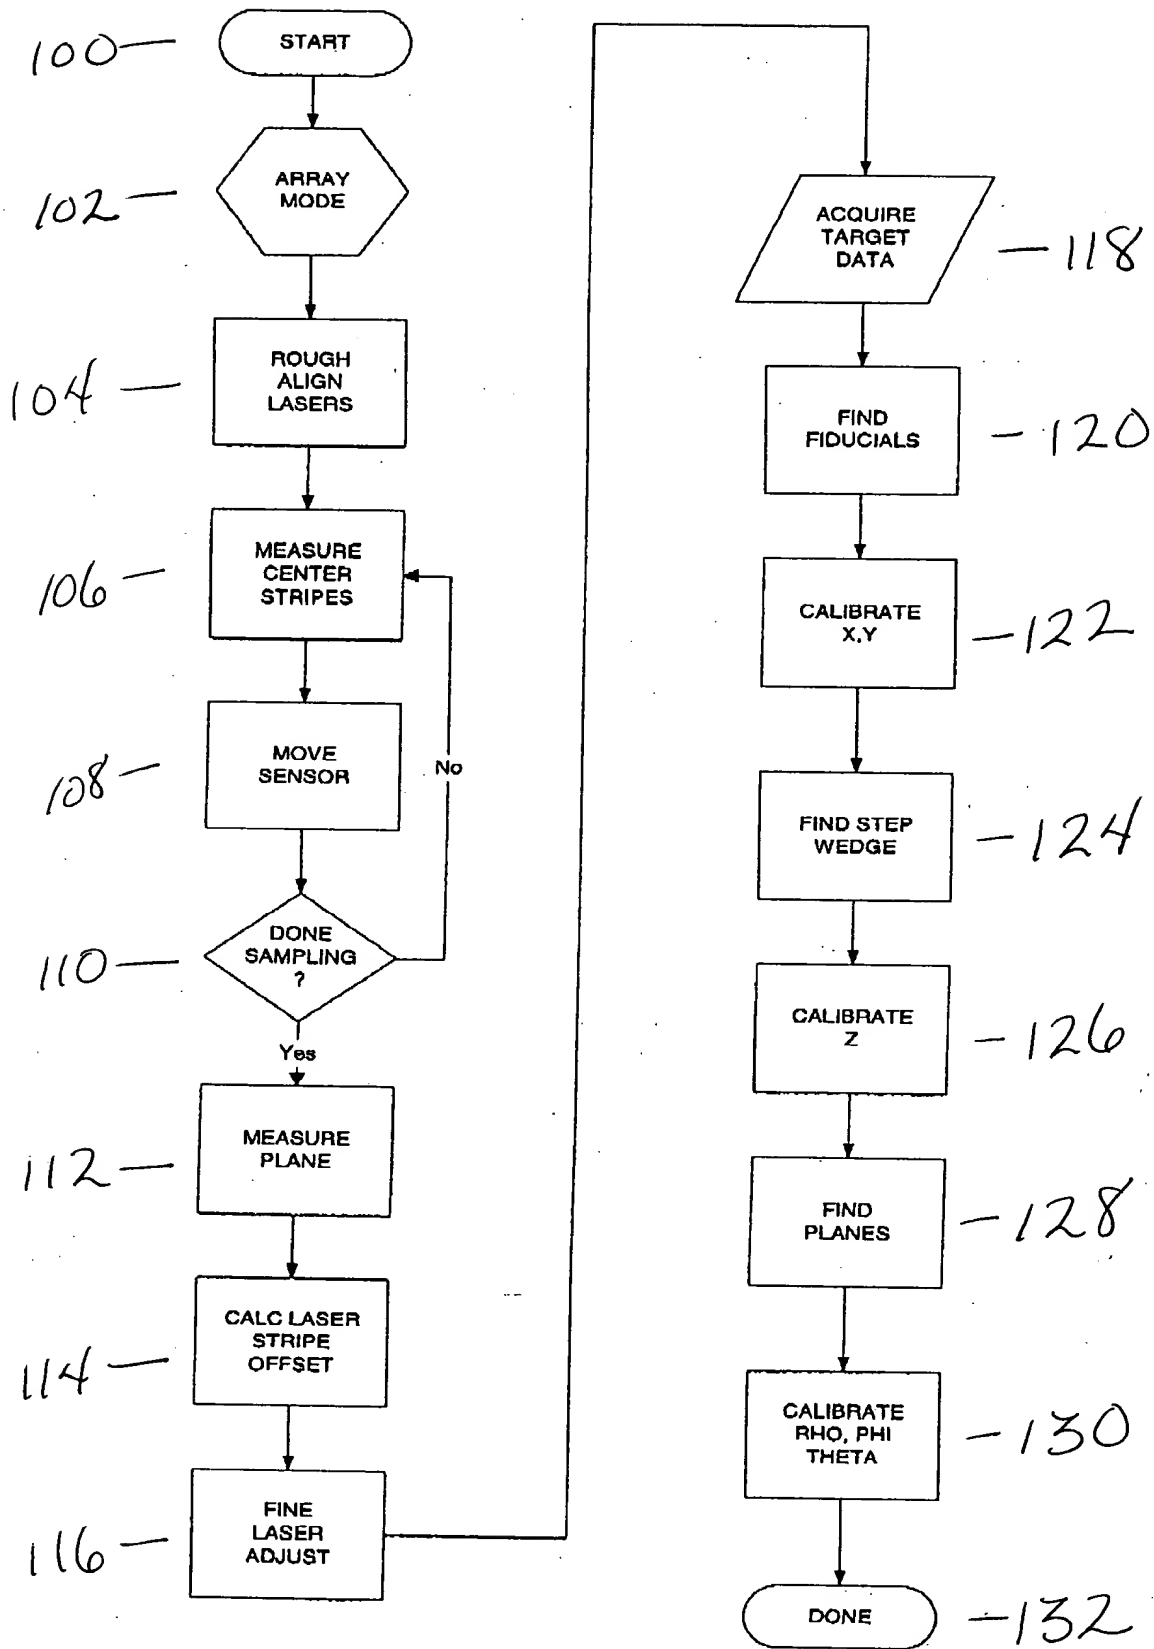 100
START
102
ARRAY
MODE
104
ROUGH
ALIGN
LASERS
106
MEASURE
CENTER
STRIPES
108
MOVE
SENSOR
No
110
DONE
SAMPLING
?
Yes
112
MEASURE
PLANE
114
CALC LASER
STRIPE
OFFSET
116
FINE
LASER
ADJUST
ACQUIRE
TARGET
DATA
118
FIND
FIDUCIALS
120
CALIBRATE
X,Y
122
FIND STEP
WEDGE
124
CALIBRATE
Z
126
FIND
PLANES
128
CALIBRATE
RHO, PHI
THETA
130
DONE
132